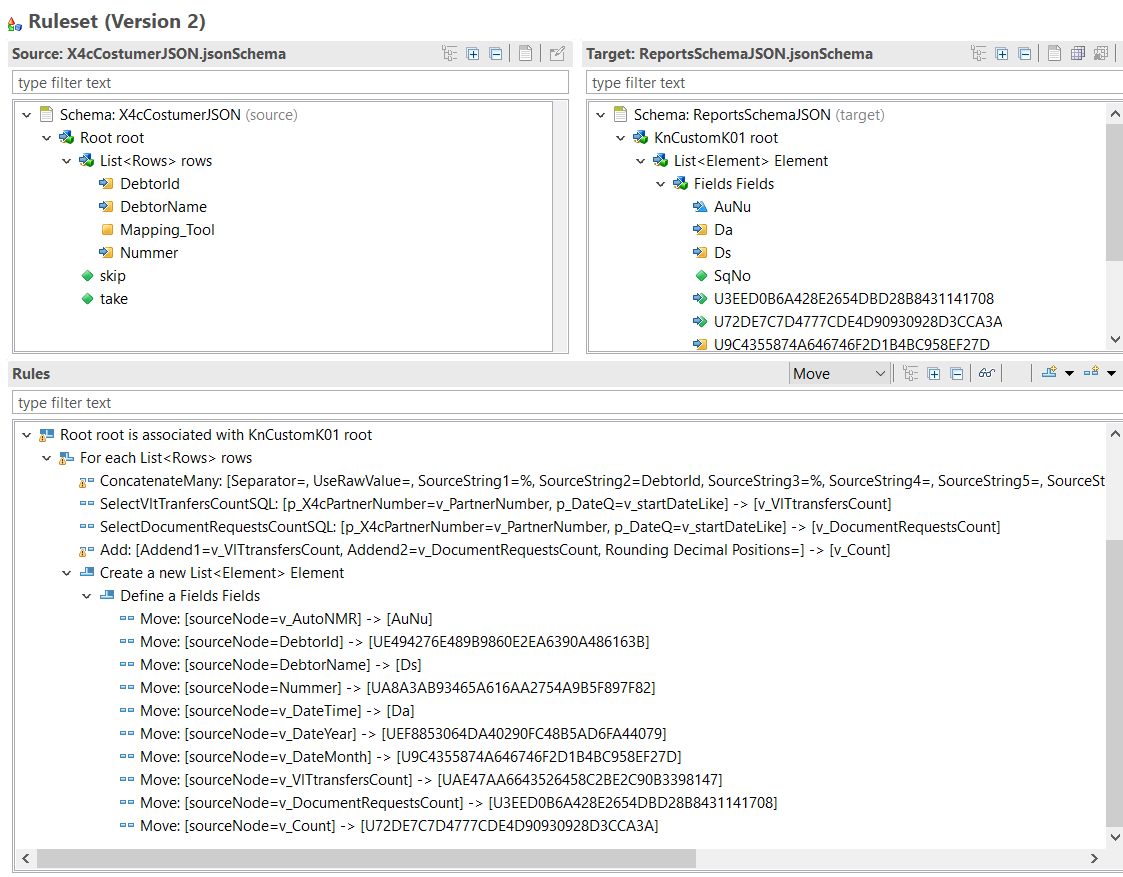 Ruleset (Version 2)
Source: X4cCostumerJSON.jsonSchema
type filter text
Schema: X4cCostumerJSON (source)
Root root
List<Rows> rows
DebtorId
DebtorName
Mapping_Tool
Nummer
skip
take
Target: ReportsSchemaJSON.jsonSchema
type filter text
Schema: ReportsSchemaJSON (target)
KnCustomK01 root
List<Element> Element
Fields Fields
AuNu
Da
Ds
SqNo
U3EED0B6A428E2654DBD28B8431141708
U72DE7C7D4777CDE4D90930928D3CCA3A
U9C4355874A646746F2D1B4BC958EF27D
Rules
Move
type filter text
Root root is associated with KnCustomK01 root
For each List<Rows> rows
ConcatenateMany: [Separator=, UseRawValue=, SourceString1=%, SourceString2=DebtorId, SourceString3=%, SourceString4=, SourceString5=, SourceSt
SelectVltTranfersCountSQL: [p_X4cPartnerNumber=v_PartnerNumber, p_DateQ=v_startDateLike] -> [v_VITtransfersCount]
SelectDocumentRequestsCountSQL: [p_X4cPartnerNumber=v_PartnerNumber, p_DateQ=v_startDateLike] -> [v_DocumentRequestsCount]
Add: [Addend1=v_VITtransfersCount, Addend2=v_DocumentRequestsCount, Rounding Decimal Positions=] -> [v_Count]
Create a new List<Element> Element
Define a Fields Fields
Move: [sourceNode=v_AutoNMR] -> [AuNu]
Move: [sourceNode=DebtorId] -> [UE494276E489B9860E2EA6390A486163B]
Move: [sourceNode=DebtorName] -> [Ds]
Move: [sourceNode=Nummer] -> [UA8A3AB93465A616AA2754A9B5F897F82]
Move: [sourceNode=v_DateTime] -> [Da]
Move: [sourceNode=v_DateYear] -> [UEF8853064DA40290FC48B5AD6FA44079]
Move: [sourceNode=v_DateMonth] -> [U9C4355874A646746F2D1B4BC958EF27D]
Move: [sourceNode=v_VITtransfersCount] -> [UAE47AA6643526458C2BE2C90B3398147]
Move: [sourceNode=v_DocumentRequestsCount] -> [U3EED0B6A428E2654DBD28B8431141708]
Move: [sourceNode=v_Count] -> [U72DE7C7D4777CDE4D90930928D3CCA3A]